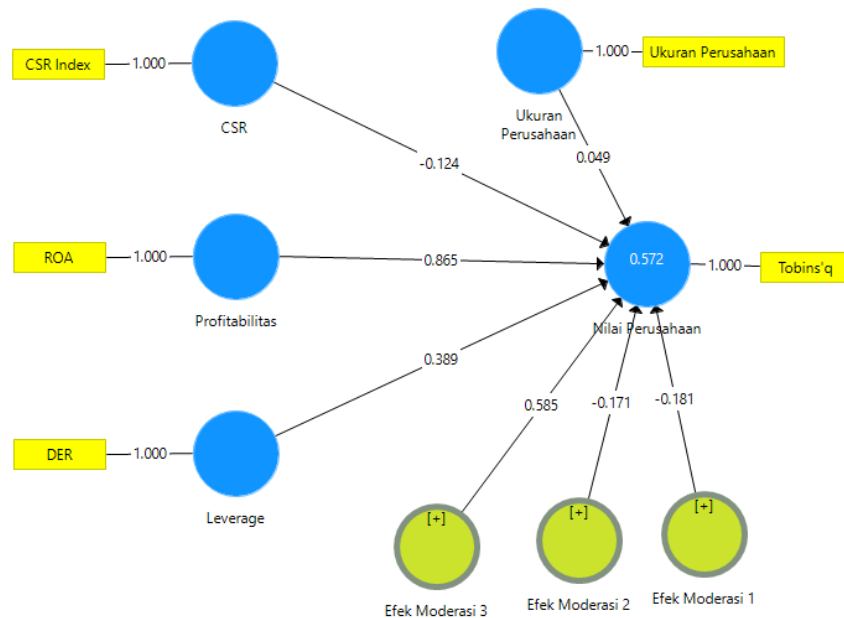 CSR Index
1.000
CSR
1.000
Ukuran Perusahaan
Ukuran
Perusahaan
-0.124
0.049
ROA
1.000
Profitabilitas
0.865
0.572
Nilai Perusahaan
1.000
Tobins'q
0.389
DER
1.000
Leverage
0.585
-0.171
-0.181
[+]
Efek Moderasi 3
[+]
Efek Moderasi 2
[+]
Efek Moderasi 1